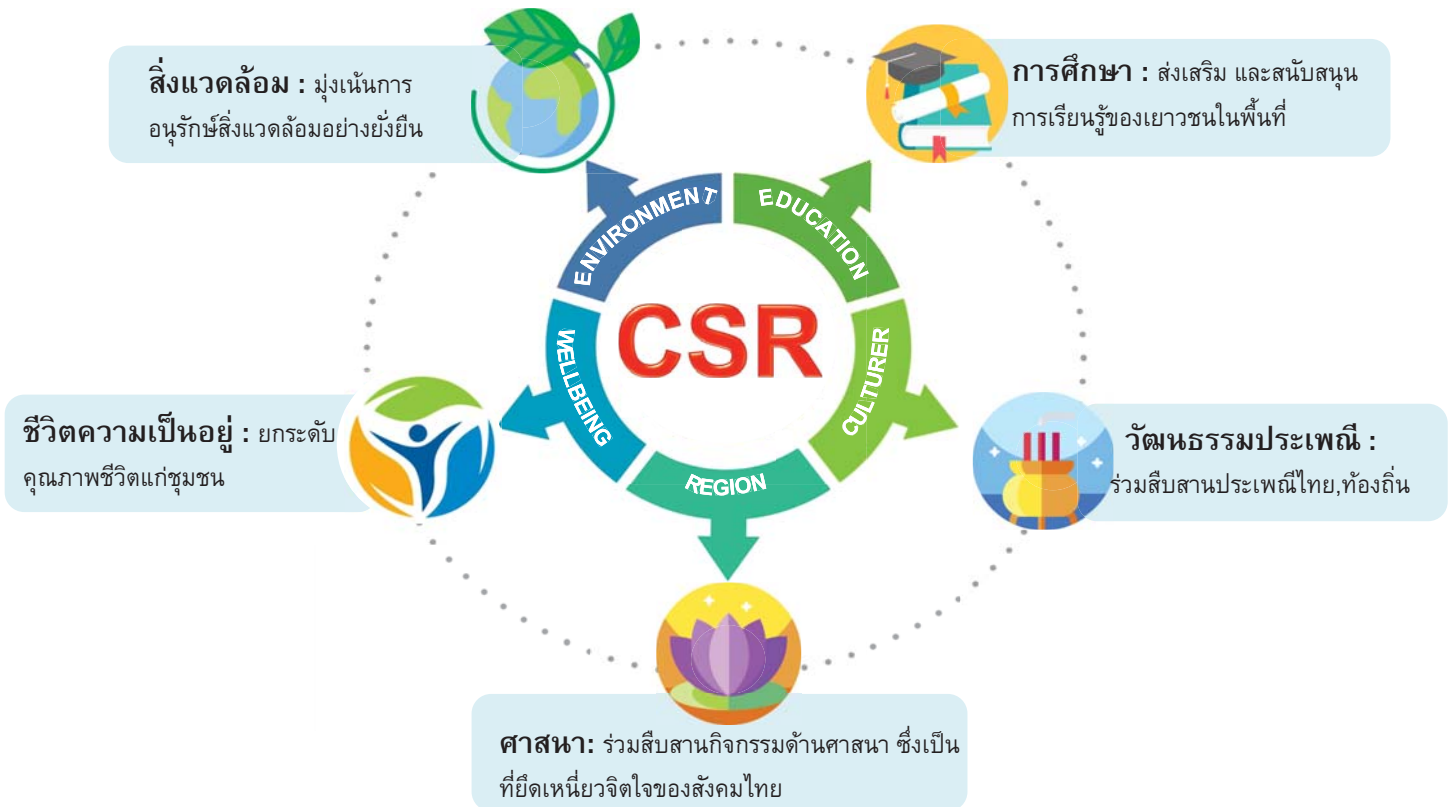 สิ่งแวดล้อม : มุ่งเน้นการ
อนุรักษ์สิ่งแวดล้อมอย่างยั่งยืน
การศึกษา : ส่งเสริม และสนับสนุน
การเรียนรู้ของเยาวชนในพื้นที่
ENVIRONMENT
EDUCATION
CSR
WELLBEING
CULTURER
REGION
ชีวิตความเป็นอยู่ : ยกระดับ
คุณภาพชีวิตแก่ชุมชน
วัฒนธรรมประเพณี :
ร่วมสืบสานประเพณีไทย,ท้องถิ่น
ศาสนา: ร่วมสืบสานกิจกรรมด้านศาสนา ซึ่งเป็น
ที่ยึดเหนี่ยวจิตใจของสังคมไทย